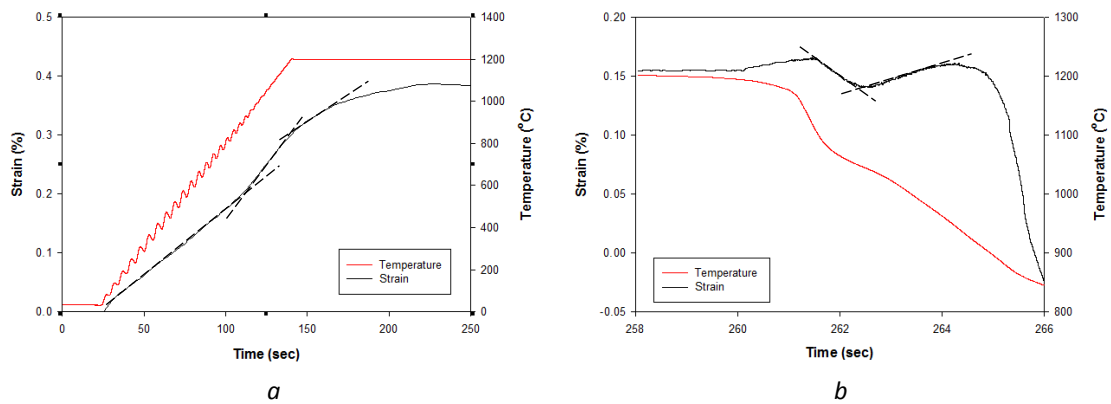 0.5
0.4
0.3
0.2
0.1
0.0
Strain (%)
1400
1200
1000
800
600
400
200
0
Temperature (°C)
Temperature
Strain
0 50 100 150 200 250
Time (sec)
a
0.20
0.15
0.10
0.05
0.00
-0.05
Strain (%)
1300
1200
1100
1000
900
800
Temperature (°C)
Temperature
Strain
258 260 262 264 266
Time (sec)
b